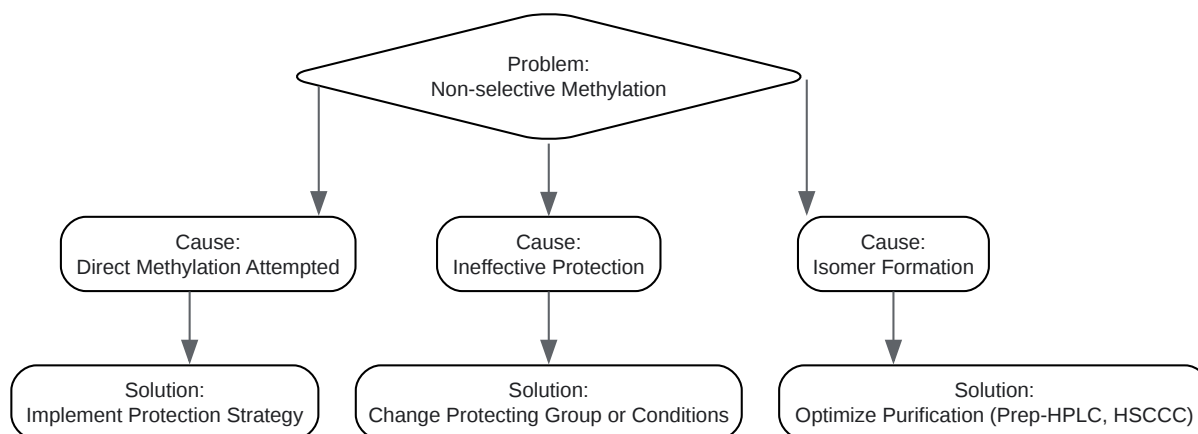 Problem:
Non-selective Methylation
Cause:
Direct Methylation Attempted
Cause:
Ineffective Protection
Cause:
Isomer Formation
Solution:
Implement Protection Strategy
Solution:
Change Protecting Group or Conditions
Solution:
Optimize Purification (Prep-HPLC, HSCCC)